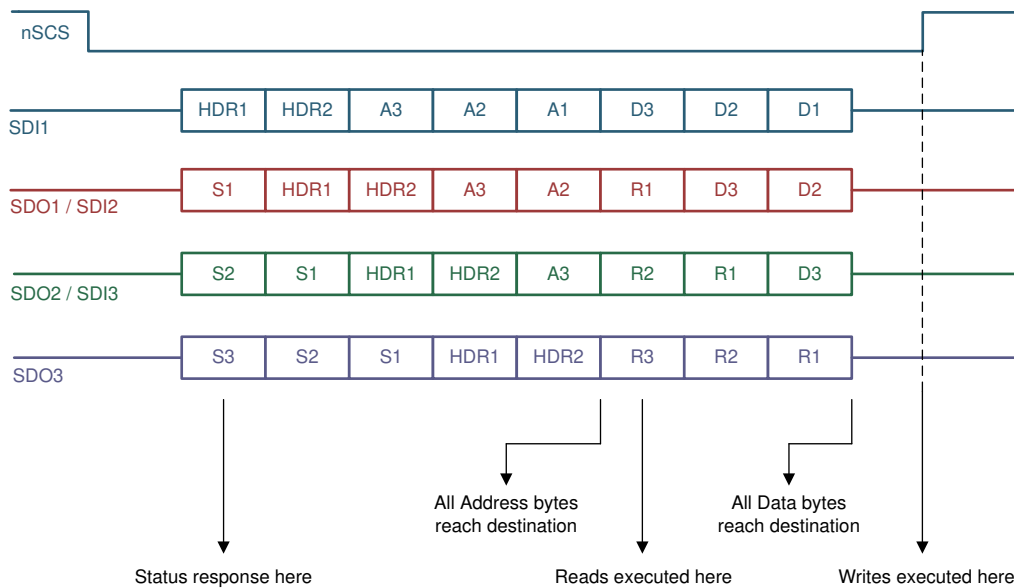 nSCS
HDR1 HDR2 A3 A2 A1 D3 D2 D1
SDI1
S1 HDR1 HDR2 A3 A2 R1 D3 D2
SDO1 / SDI2
S2 S1 HDR1 HDR2 A3 R2 R1 D3
SDO2 / SDI3
S3 S2 S1 HDR1 HDR2 R3 R2 R1
SDO3
All Address bytes
reach destination
All Data bytes
reach destination
Status response here
Reads executed here
Writes executed here